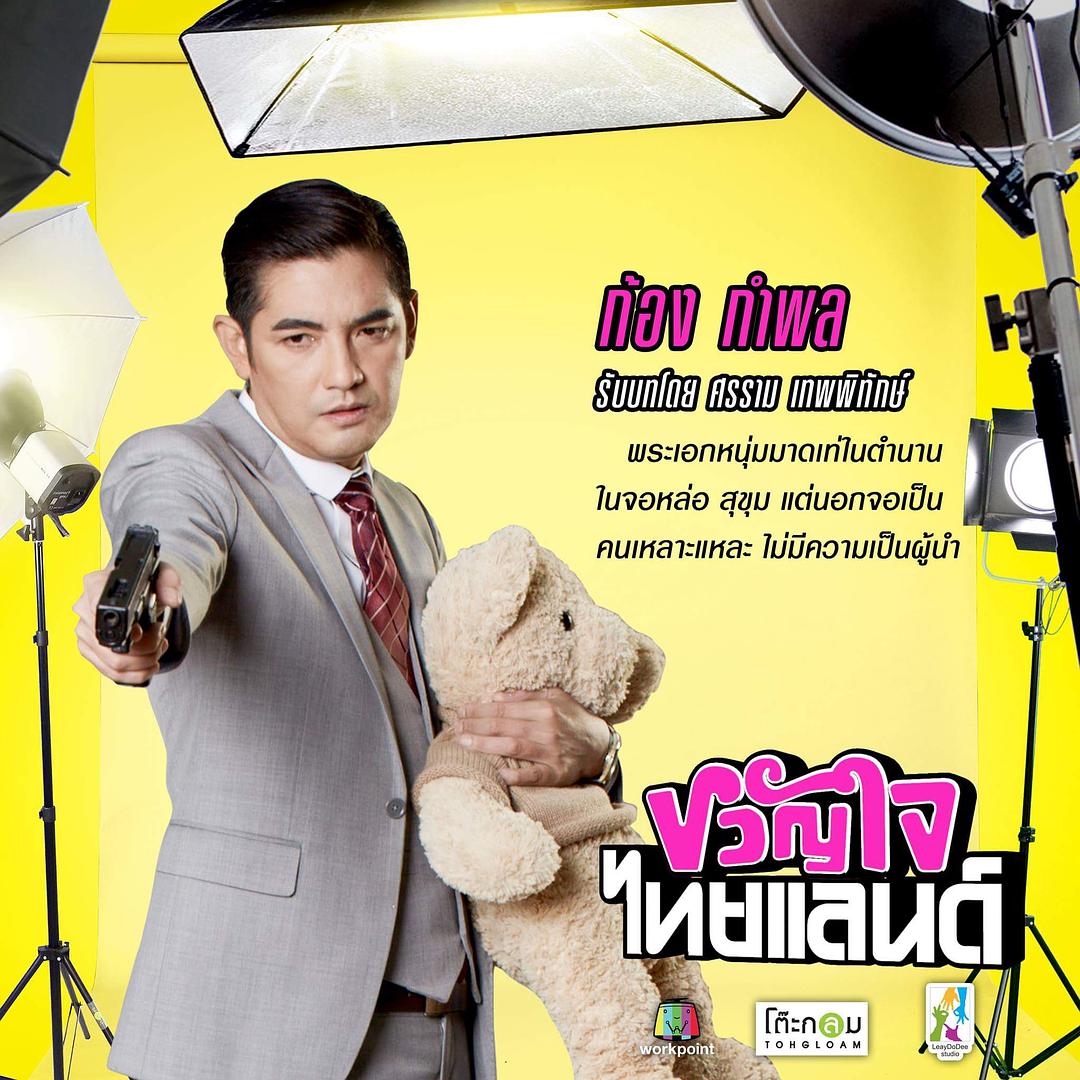 ก้อง กำพล
รับบทโดย ศรราม เทพพิทักษ์
พระเอกหนุ่มมาดเท่ในตำนาน
ในจอหล่อ สุขุม แต่นอกจอเป็น
คนเหลาะแหละ ไม่มีความเป็นผู้นำ
ขวัญใจ
ไทยแลนด์
workpoint
โต๊ะกลม
TOHGLOAM
LeayDoDee
studio